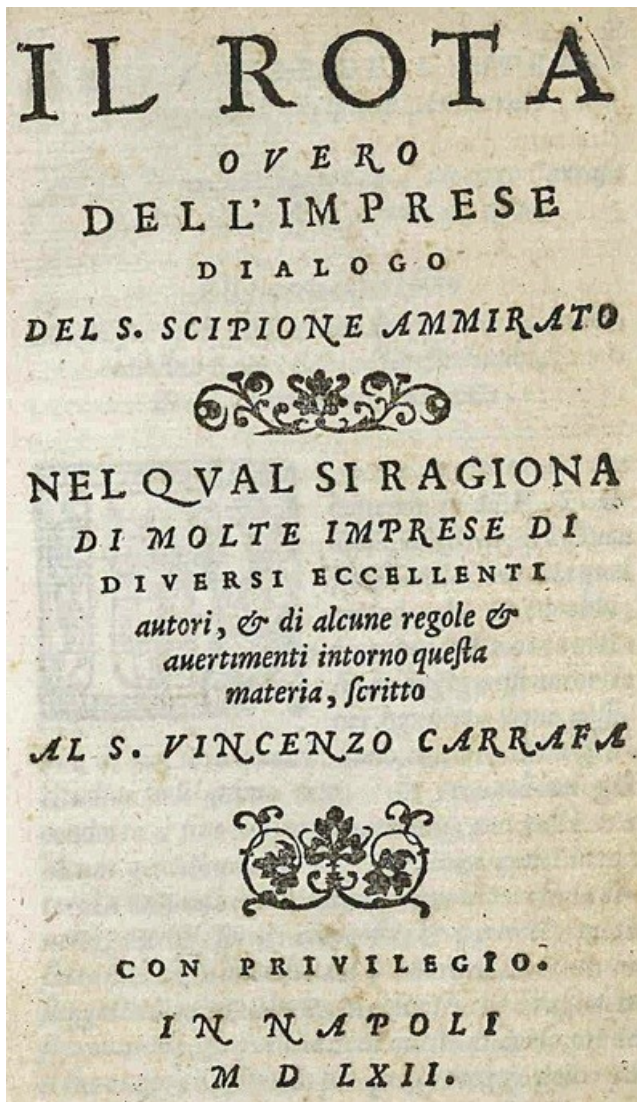 IL ROTA
OVERO
DELL'IMPRESE
DIALOGO
DEL S. SCIPIONE AMMIRATO
NEL QVAL SI RAGIONA
DI MOLTE IMPRESE DI
DIVERSI ECCELLENTI
autori, & di alcune regole &
auertimenti intorno queſta
materia, ſcritto
AL S. VINCENZO CARRAFA
CON PRIVILEGIO.
IN NAPOLI
M D LXII.